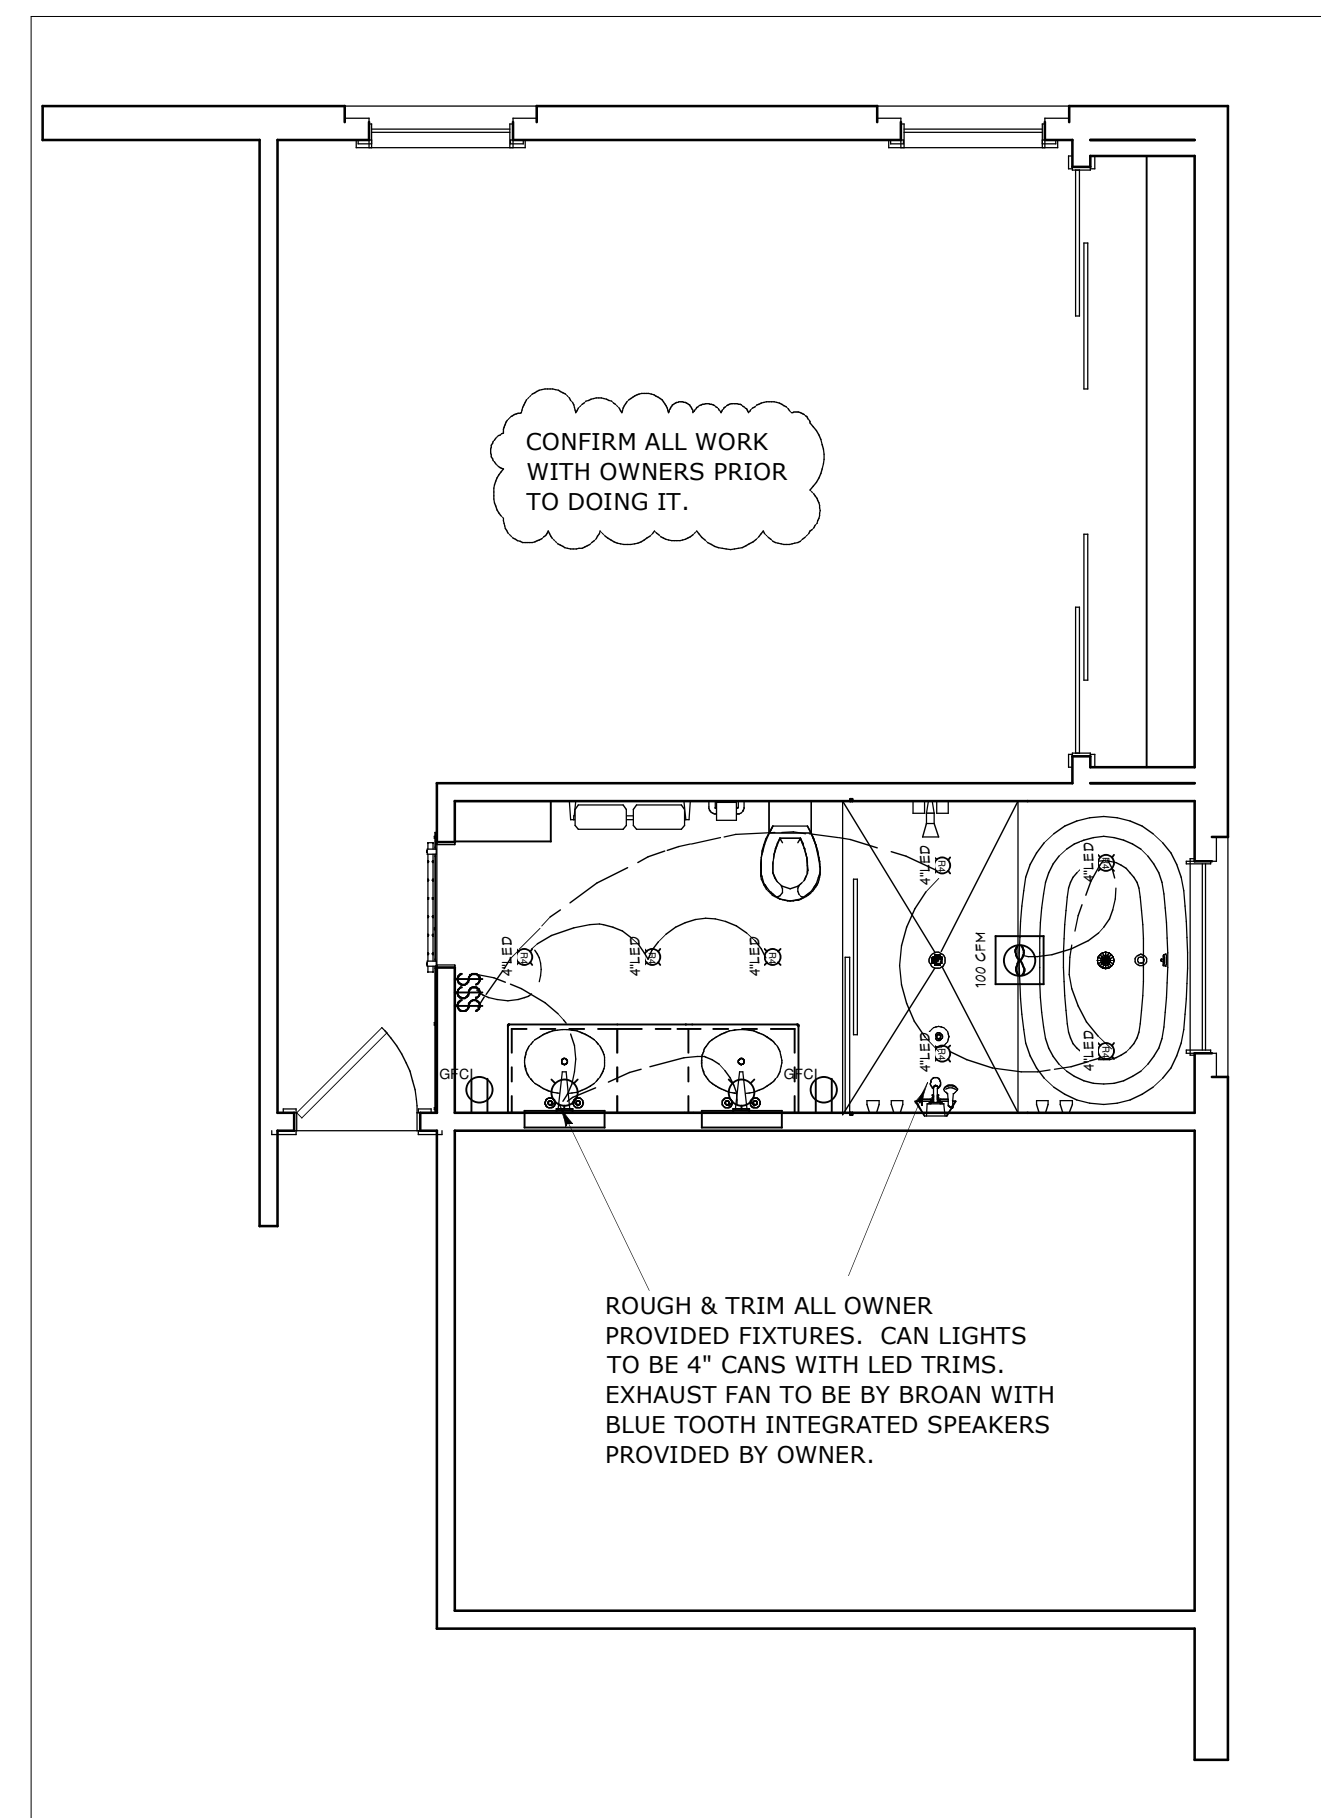 CONFIRM ALL WORK
WITH OWNERS PRIOR
TO DOING IT.
4"LED
4"LED
4"LED
4"LED
4"LED
4"LED
4"LED
100 CFM
$$$
GFCI
GFCI
ROUGH & TRIM ALL OWNER
PROVIDED FIXTURES. CAN LIGHTS
TO BE 4" CANS WITH LED TRIMS.
EXHAUST FAN TO BE BY BROAN WITH
BLUE TOOTH INTEGRATED SPEAKERS
PROVIDED BY OWNER.